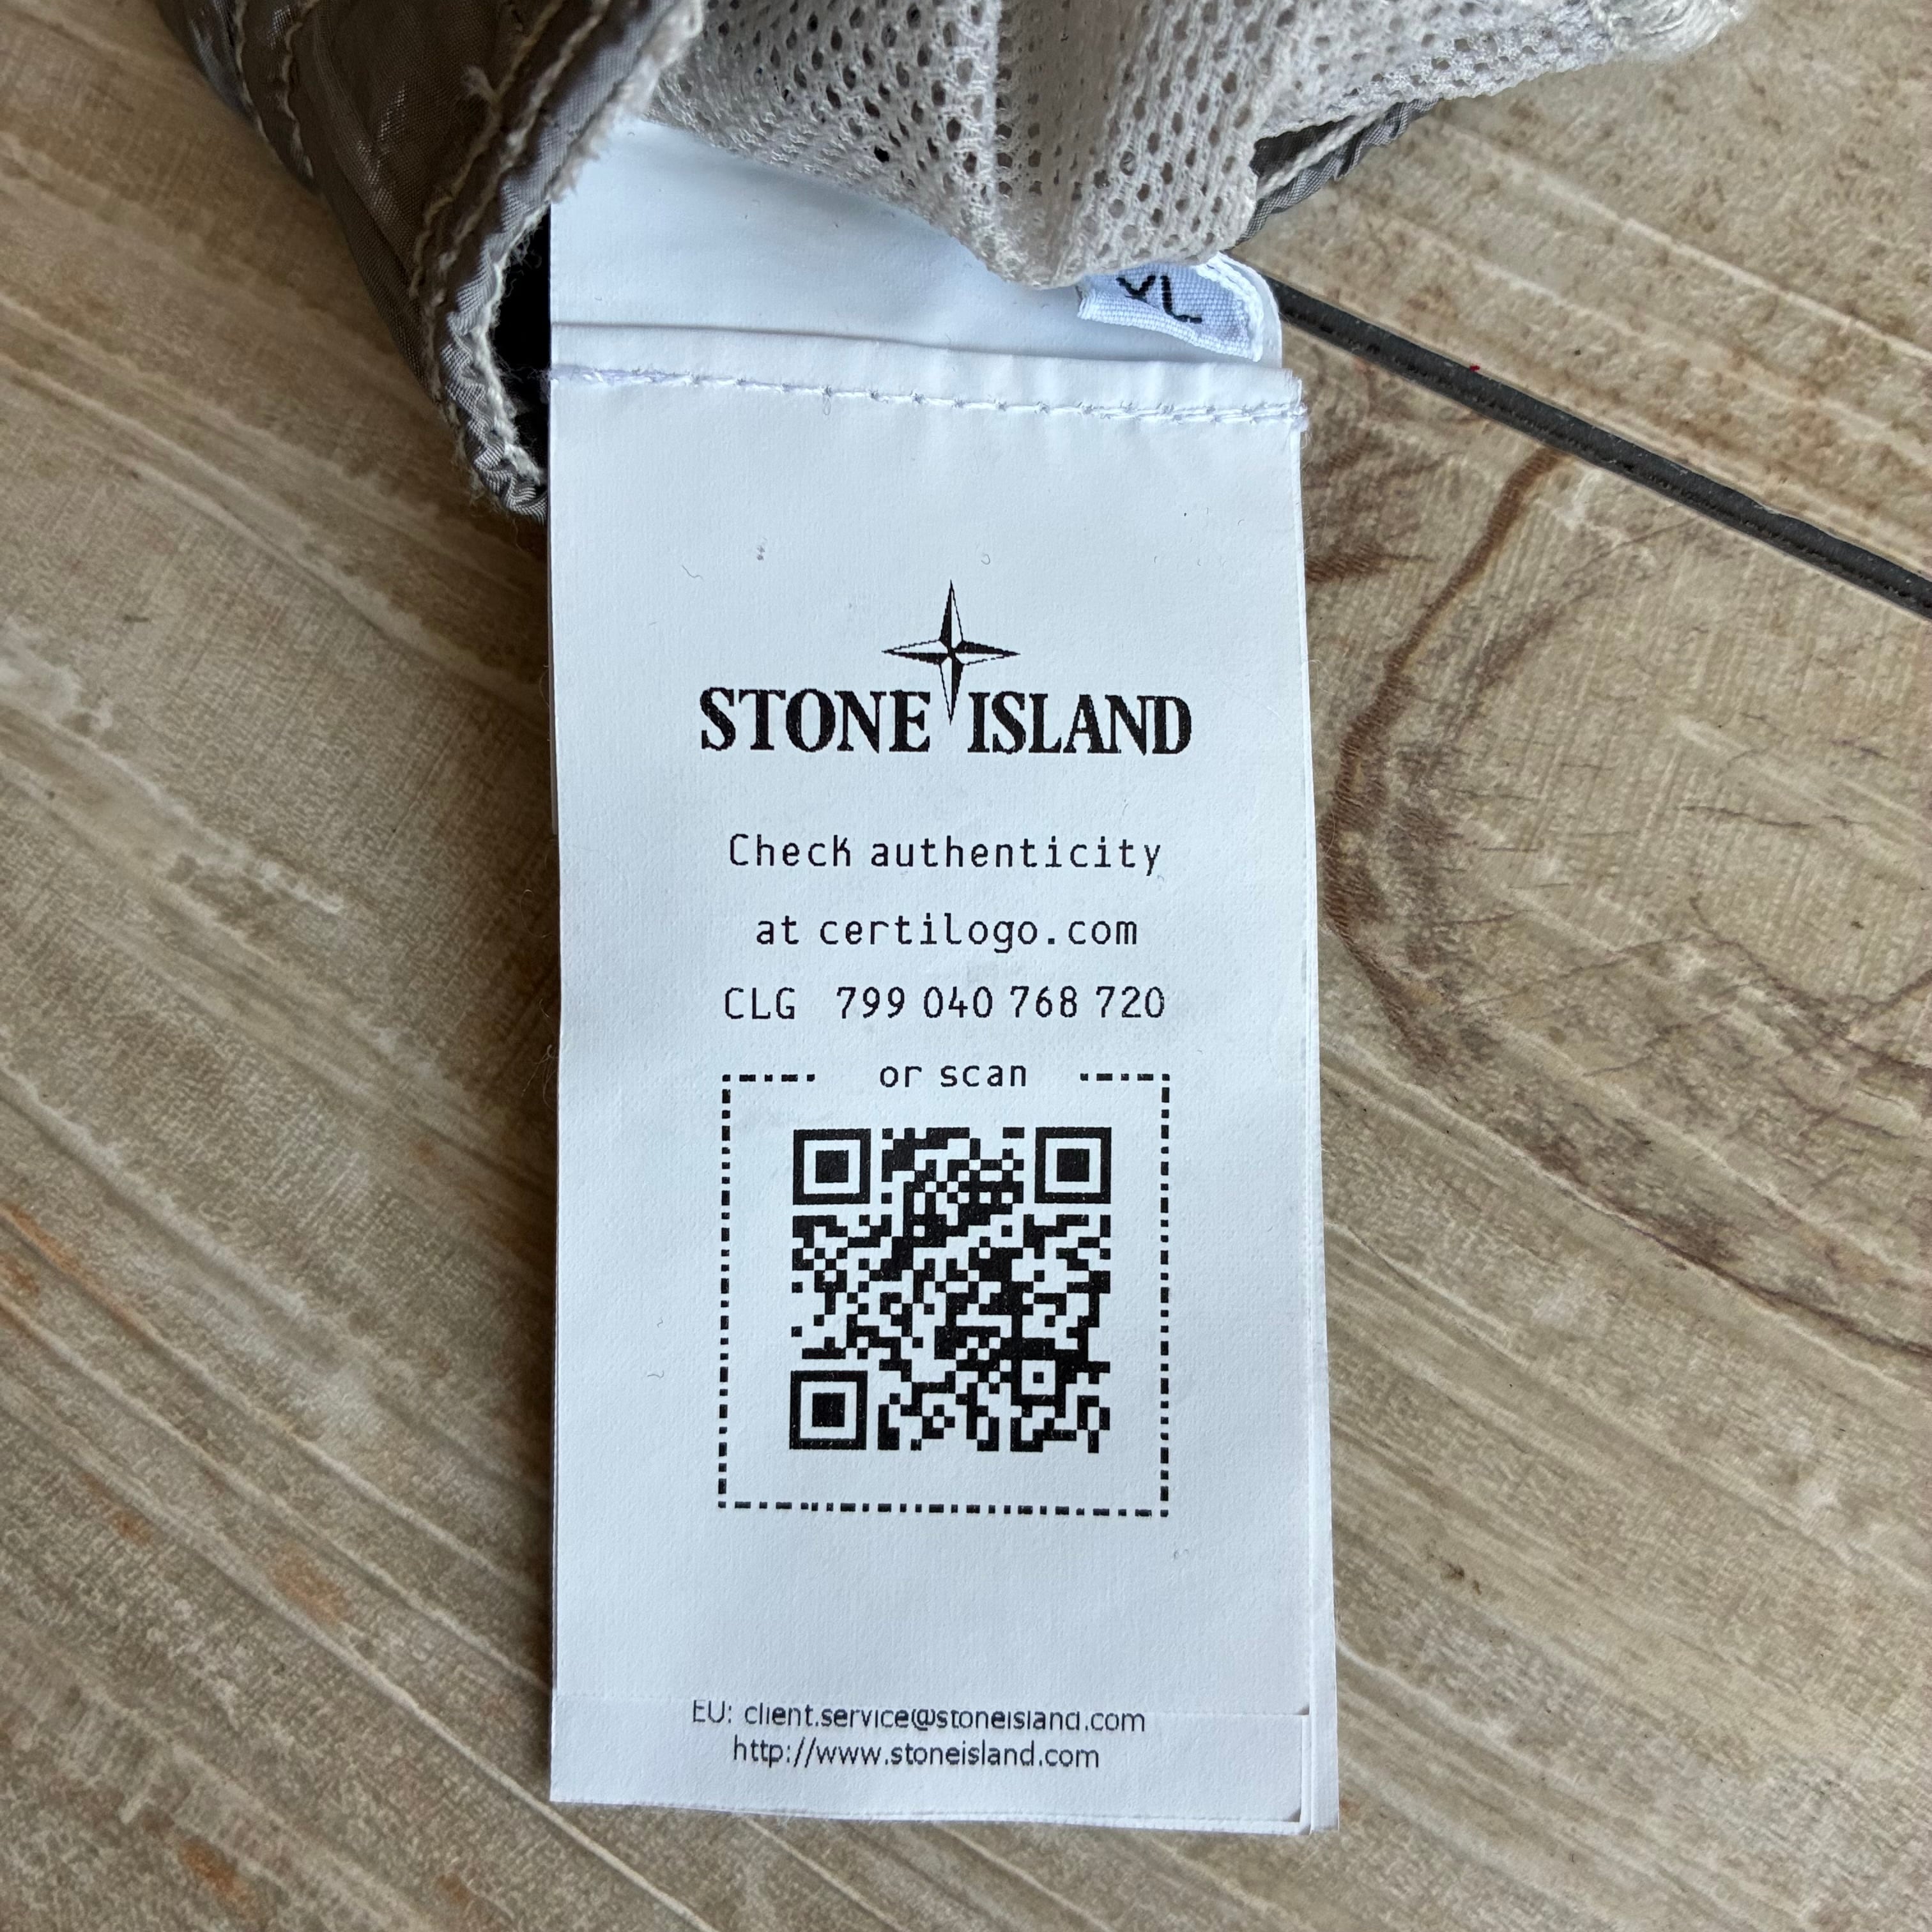 XL
STONE ISLAND
Check authenticity
at certilogo.com
CLG 799 040 768 720
or scan
EU: client.service@stoneisland.com
http://www.stoneisland.com